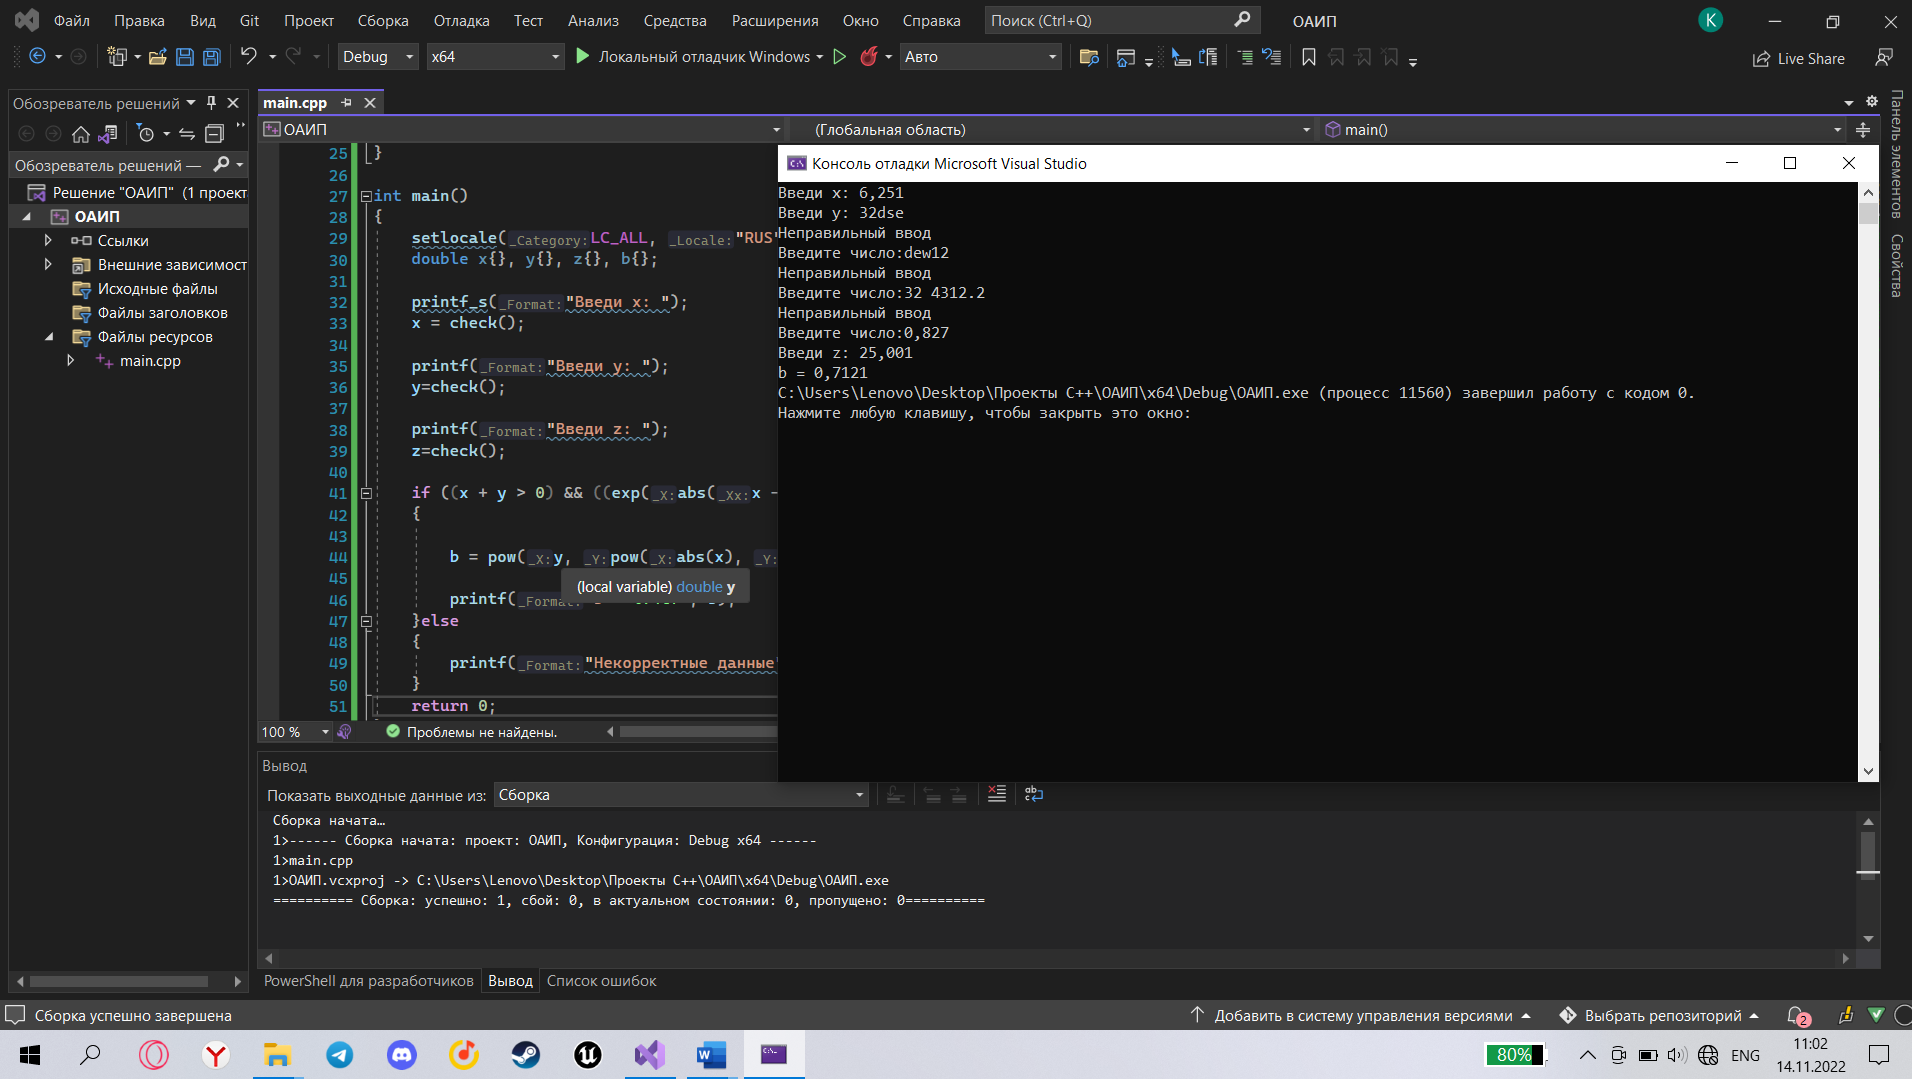 Файл Правка Вид Git Проект Сборка Отладка Тест Анализ Средства Расширения Окно Справка Поиск (Ctrl+Q) ОАИП K
Debug x64 Локальный отладчик Windows Авто Live Share
Обозреватель решений
main.cpp
ОАИП (Глобальная область) main()
Обозреватель решений —
Решение "ОАИП" (1 проект
ОАИП
Ссылки
Внешние зависимост
Исходные файлы
Файлы заголовков
Файлы ресурсов
main.cpp
25 }
26
27 int main()
28 {
29 setlocale(_Category:LC_ALL, _Locale:"RUS"
30 double x{}, y{}, z{}, b{};
31
32 printf_s(_Format:"Введи x: ");
33 x = check();
34
35 printf(_Format:"Введи y: ");
36 y=check();
37
38 printf(_Format:"Введи z: ");
39 z=check();
40
41 if ((x + y > 0) && ((exp(_X:abs(_Xx:x -
42 {
43
44 b = pow(_X:y, _Y:pow(_X:abs(x), _Y:
45
(local variable) double y
46 printf(_Format:
47 }else
48 {
49 printf(_Format:"Некорректные данные"
50 }
51 return 0;
100 % Проблемы не найдены.
Консоль отладки Microsoft Visual Studio
Введи x: 6,251
Введи y: 32dse
Неправильный ввод
Введите число:dew12
Неправильный ввод
Введите число:32 4312.2
Неправильный ввод
Введите число:0,827
Введи z: 25,001
b = 0,7121
C:\Users\Lenovo\Desktop\Проекты C++\ОАИП\x64\Debug\ОАИП.exe (процесс 11560) завершил работу с кодом 0.
Нажмите любую клавишу, чтобы закрыть это окно:
Панель элементов
Свойства
Вывод
Показать выходные данные из: Сборка
Сборка начата…
1>------ Сборка начата: проект: ОАИП, Конфигурация: Debug x64 ------
1>main.cpp
1>ОАИП.vcxproj -> C:\Users\Lenovo\Desktop\Проекты C++\ОАИП\x64\Debug\ОАИП.exe
========== Сборка: успешно: 1, сбой: 0, в актуальном состоянии: 0, пропущено: 0==========
PowerShell для разработчиков Вывод Список ошибок
Сборка успешно завершена Добавить в систему управления версиями Выбрать репозиторий 2
80% ENG 11:02
14.11.2022